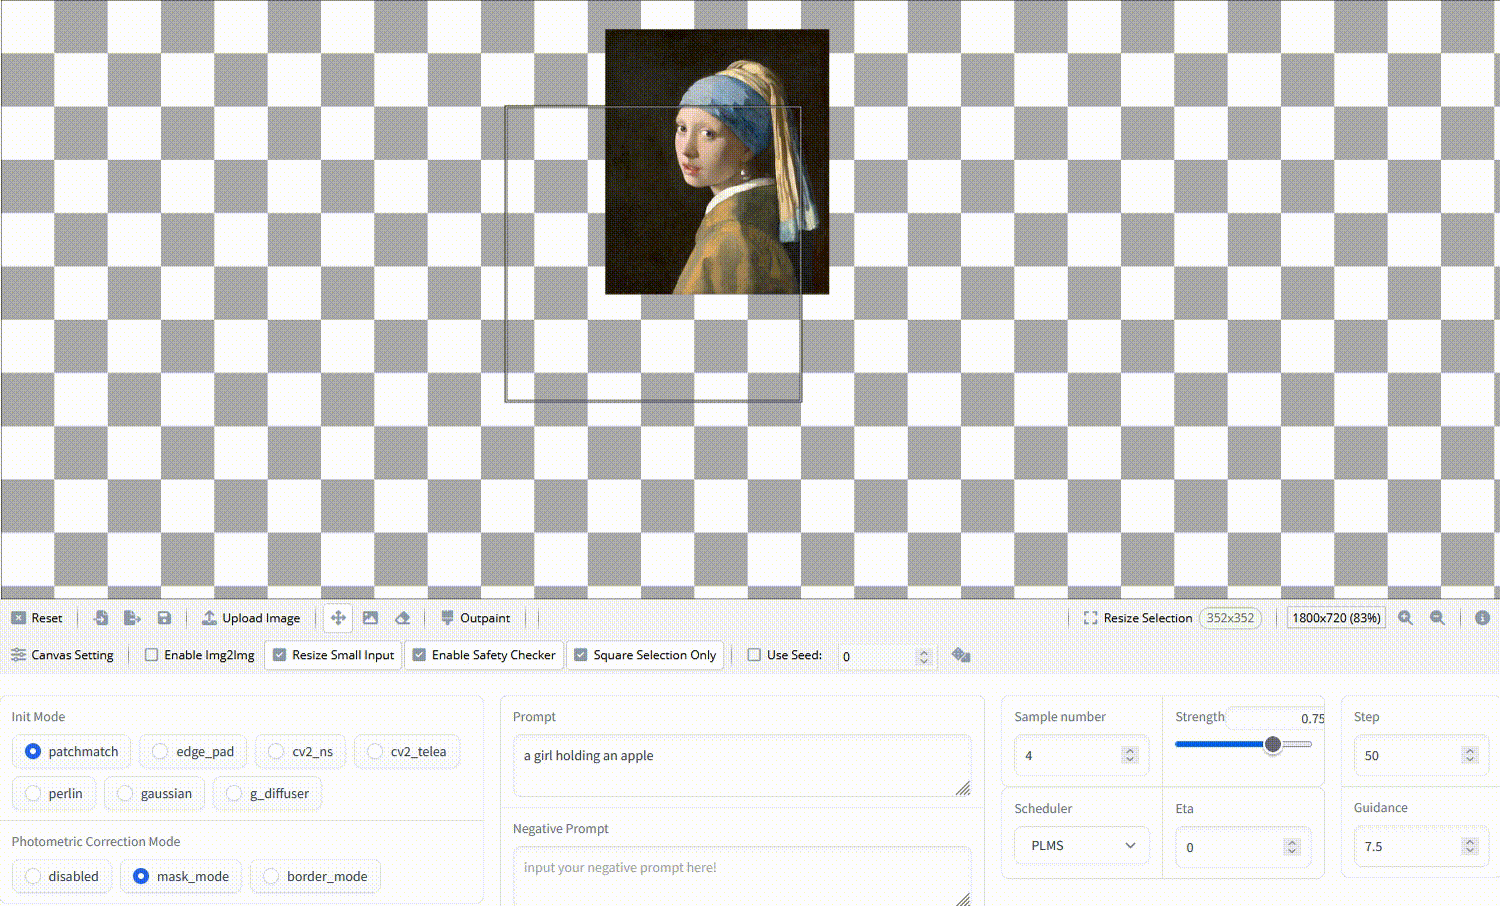 Reset Upload Image Outpaint Resize Selection 352x352 1800x720 (83%)
Canvas Setting Enable Img2Img Resize Small Input Enable Safety Checker Square Selection Only Use Seed: 0
Init Mode
patchmatch edge_pad cv2_ns cv2_telea
perlin gaussian g_diffuser
Photometric Correction Mode
disabled mask_mode border_mode
Prompt
a girl holding an apple
Negative Prompt
input your negative prompt here!
Sample number
4
Strength 0.75
Step
50
Scheduler
PLMS
Eta
0
Guidance
7.5